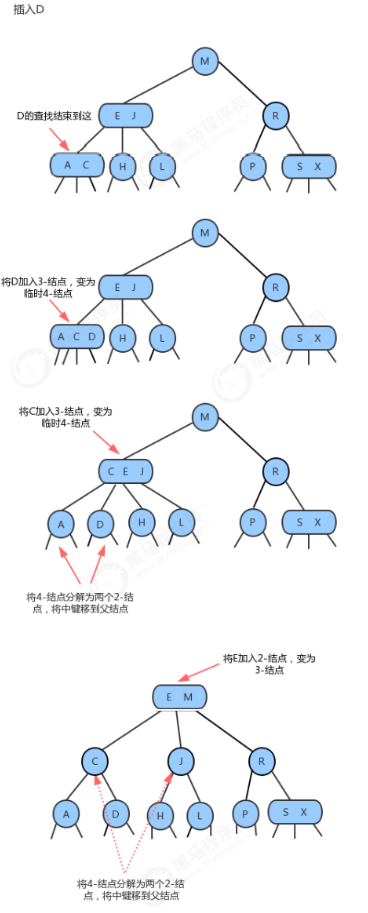 插入D
M
D的查找结束到这
E J
R
A C
H
L
P
S X
M
将D加入3-结点，变为
临时4-结点
E J
R
A C D
H
L
P
S X
将C加入3-结点，变为
临时4-结点
M
C E J
R
A
D
H
L
P
S X
将4-结点分解为两个2-结
点，将中键移到父结点
将E加入2-结点，变为
3-结点
E M
C
J
R
A
D
H
L
P
S X
将4-结点分解为两个2-结
点，将中键移到父结点